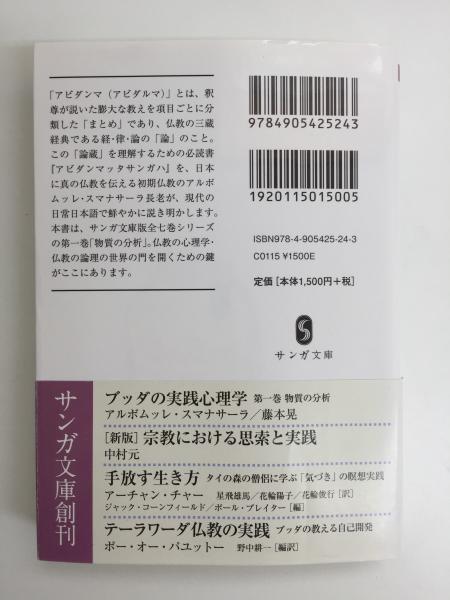 「アビダンマ（アビダルマ）」とは、釈
尊が説いた膨大な教えを項目ごとに分
類した「まとめ」であり、仏教の三蔵
経典である経・律・論の「論」のこと。
この「論蔵」を理解するための必読書
『アビダンマッタサンガハ』を、日本
に真の仏教を伝える初期仏教のアルボ
ムッレ・スマナサーラ長老が、現代の
日常日本語で鮮やかに説き明かします。
本書は、サンガ文庫版全七巻シリーズ
の第一巻「物質の分析」。仏教の心理学・
仏教の論理の世界の門を開くための鍵
がここにあります。
9784905425243
1920115015005
ISBN978-4-905425-24-3
C0115 ¥1500E
定価［本体1,500円+税］
サンガ文庫
サンガ文庫創刊
ブッダの実践心理学 第一巻 物質の分析
アルボムッレ・スマナサーラ／藤本晃
［新版］宗教における思索と実践
中村元
手放す生き方 タイの森の僧侶に学ぶ「気づき」の瞑想実践
アーチャン・チャー 星飛雄馬／花輪陽子／花輪俊行［訳］
ジャック・コーンフィールド／ポール・ブレイター［編］
テーラワーダ仏教の実践 ブッダの教える自己開発
ポー・オー・パユットー 野中耕一［編訳］